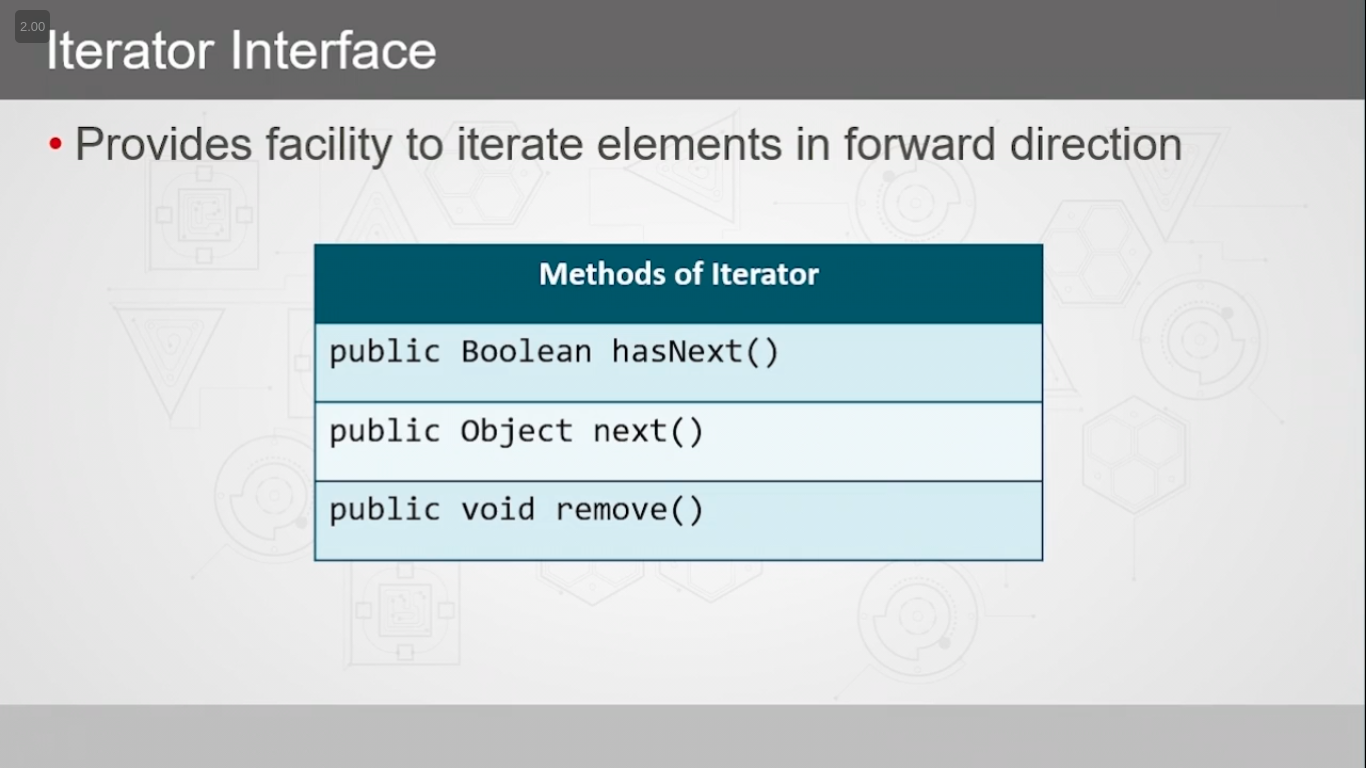 2.00
Iterator Interface
• Provides facility to iterate elements in forward direction
Methods of Iterator
public Boolean hasNext()
public Object next()
public void remove()